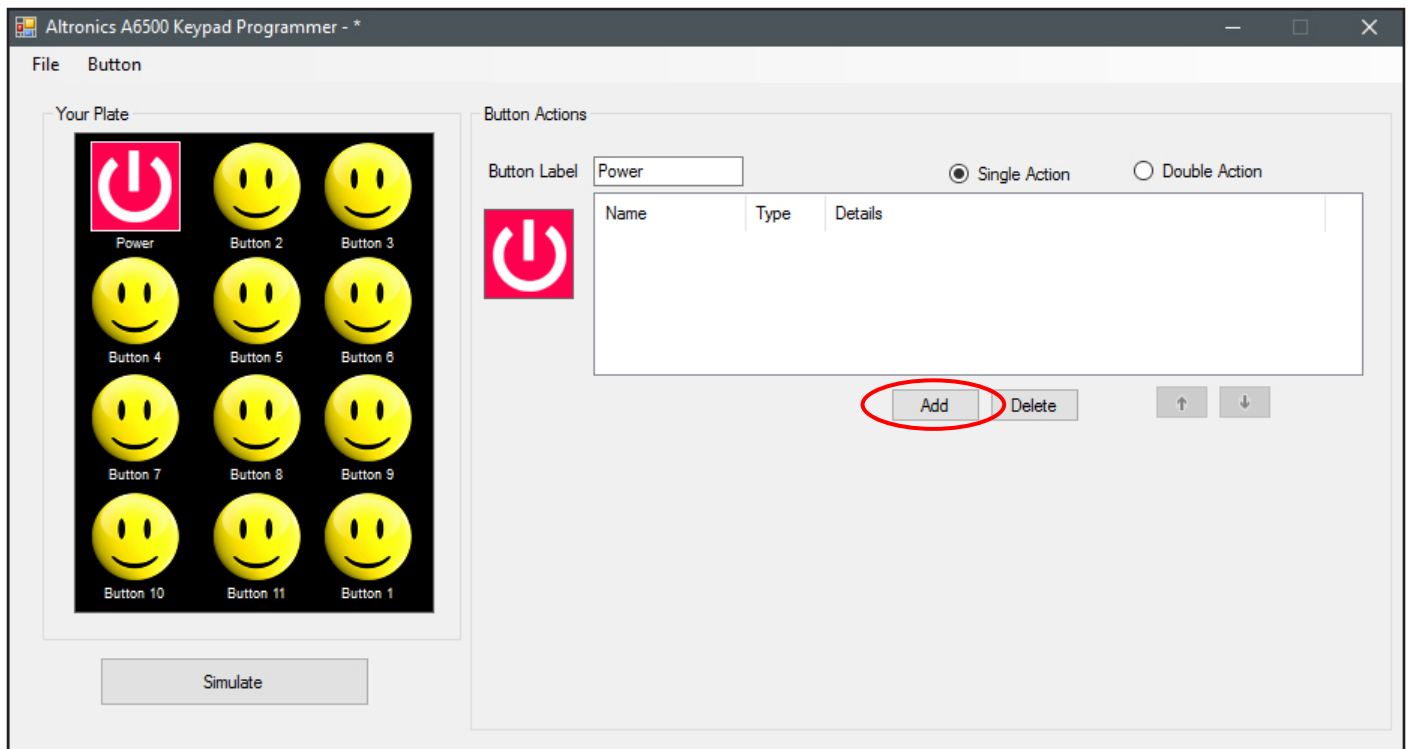 Altronics A6500 Keypad Programmer - *
File Button
Your Plate
Power Button 2 Button 3
Button 4 Button 5 Button 6
Button 7 Button 8 Button 9
Button 10 Button 11 Button 1
Simulate
Button Actions
Button Label Power Single Action Double Action
Name Type Details
Add Delete